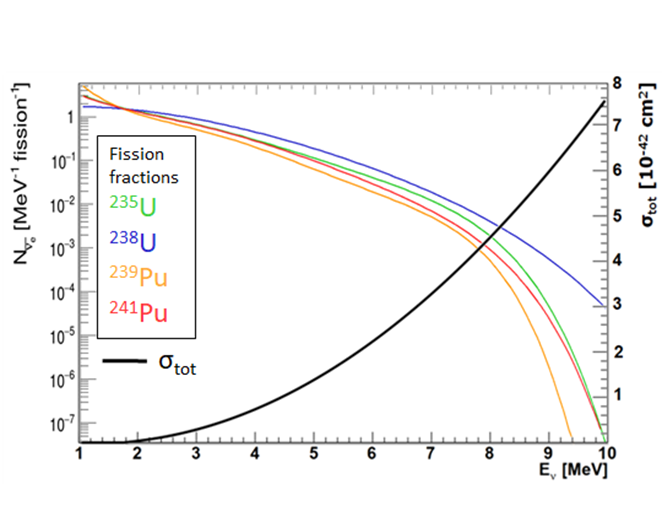 N_ν̄e [MeV⁻¹ fission⁻¹]
1
10⁻¹
10⁻²
10⁻³
10⁻⁴
10⁻⁵
10⁻⁶
10⁻⁷
Fission
fractions
²³⁵U
²³⁸U
²³⁹Pu
²⁴¹Pu
σtot
8
7
6
5
4
3
2
1
σtot [10⁻⁴² cm²]
1 2 3 4 5 6 7 8 9 10
Eν [MeV]